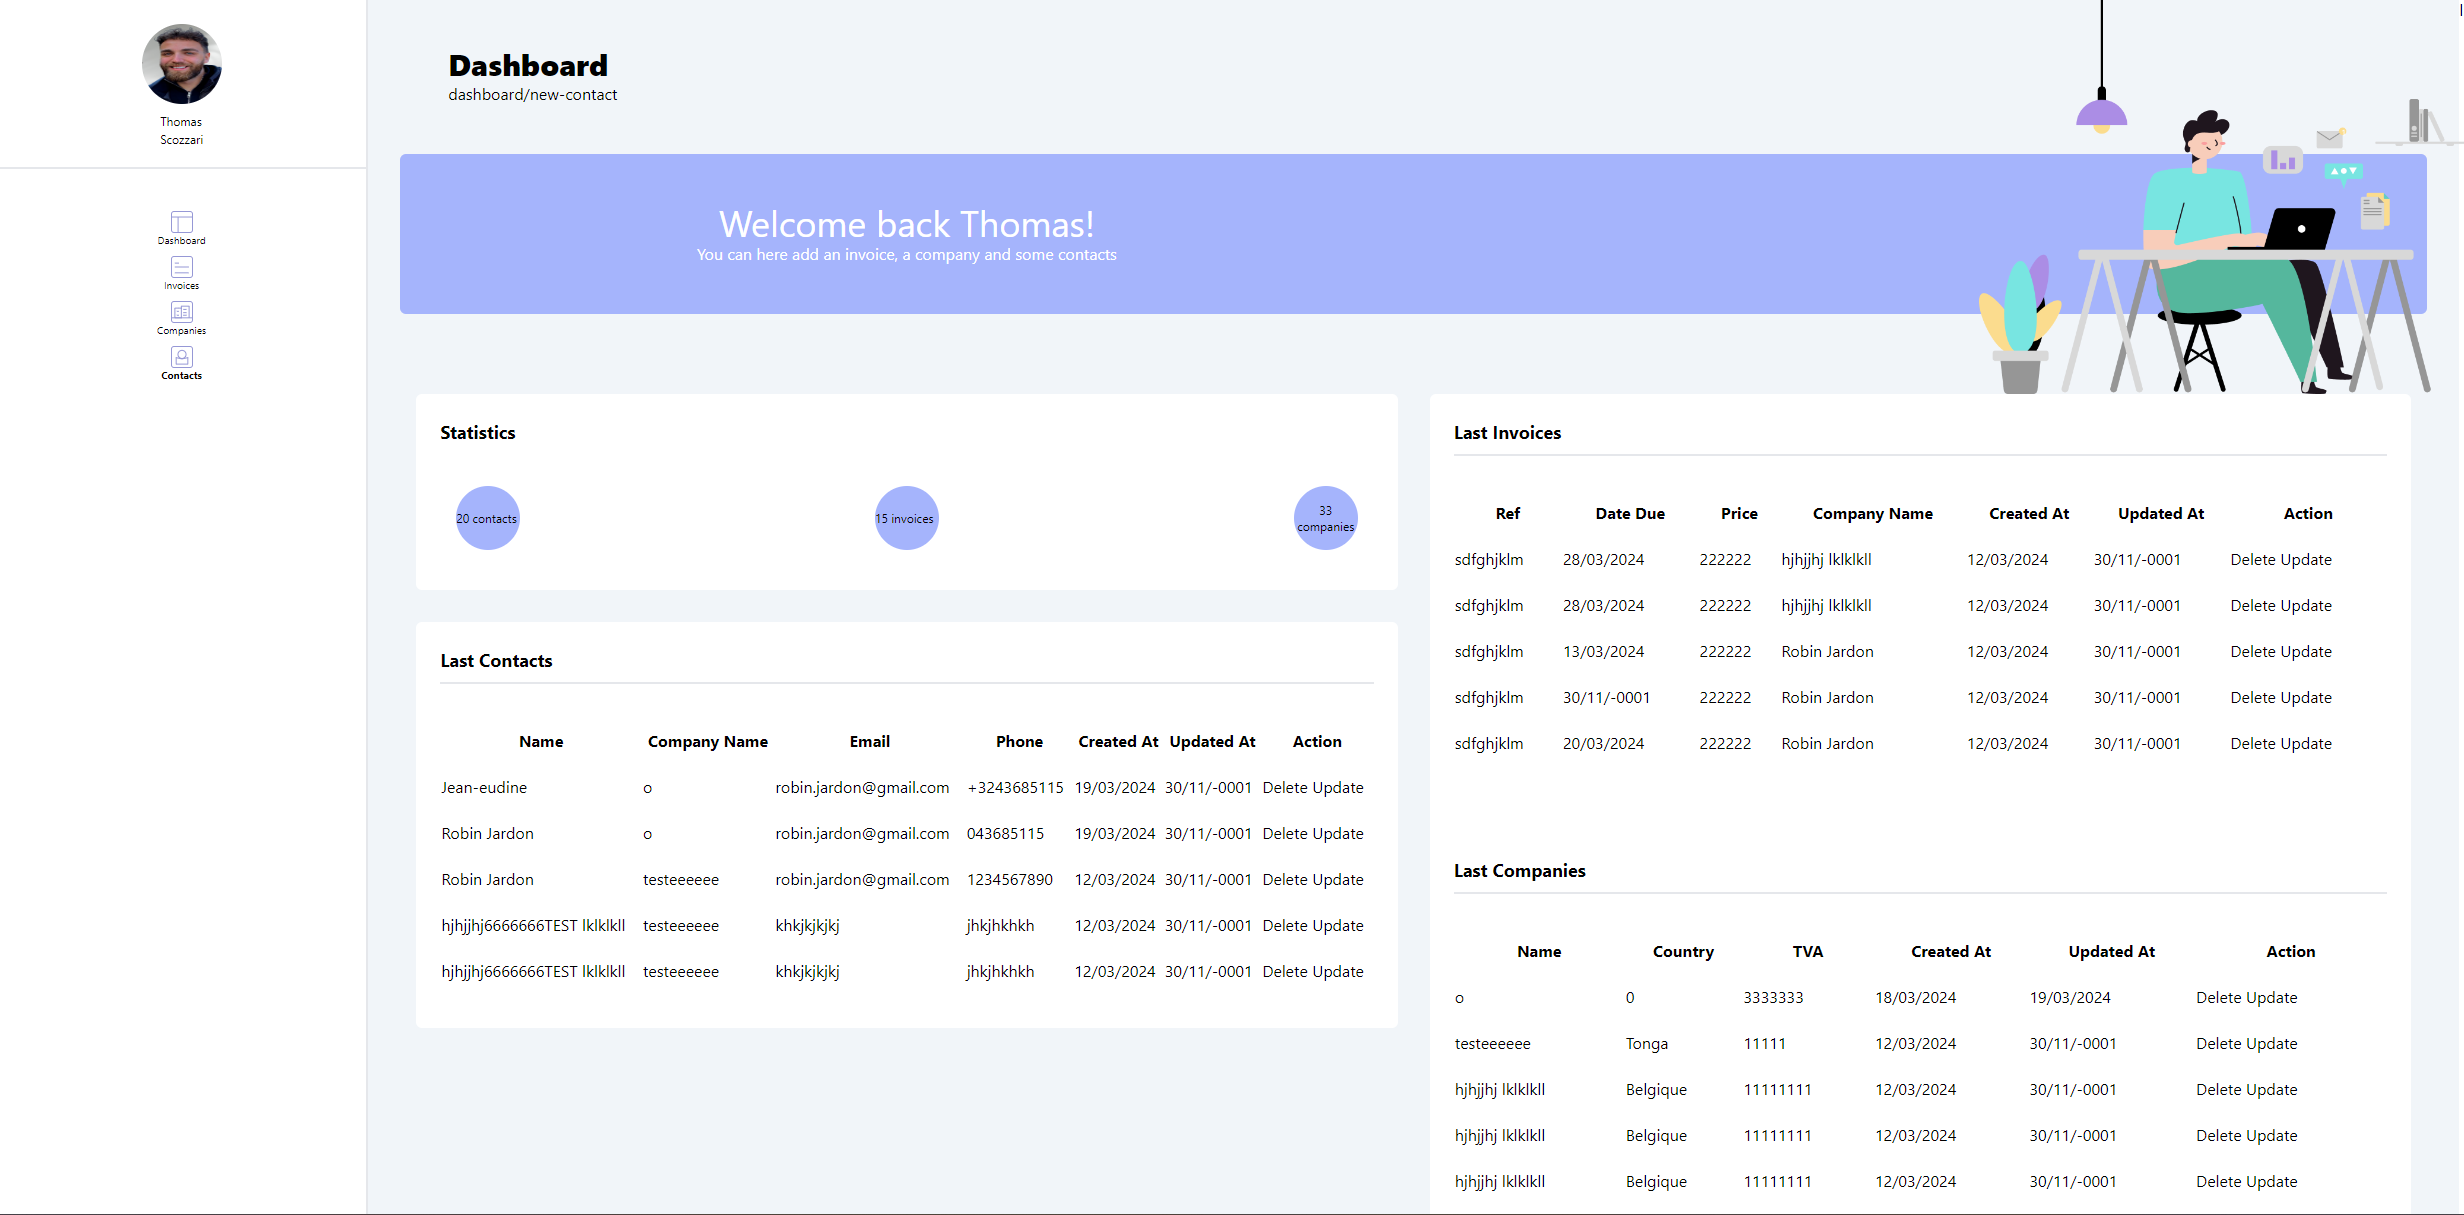 Thomas
Scozzari
Dashboard
Invoices
Companies
Contacts
Dashboard
dashboard/new-contact
Welcome back Thomas!
You can here add an invoice, a company and some contacts
Statistics
20 contacts
15 invoices
33
companies
Last Contacts
Name Company Name Email Phone Created At Updated At Action
Jean-eudine o robin.jardon@gmail.com +3243685115 19/03/2024 30/11/-0001 Delete Update
Robin Jardon o robin.jardon@gmail.com 043685115 19/03/2024 30/11/-0001 Delete Update
Robin Jardon testeeeeee robin.jardon@gmail.com 1234567890 12/03/2024 30/11/-0001 Delete Update
hjhjjhj6666666TEST lklklkll testeeeeee khkjkjkjkj jhkjhkhkh 12/03/2024 30/11/-0001 Delete Update
hjhjjhj6666666TEST lklklkll testeeeeee khkjkjkjkj jhkjhkhkh 12/03/2024 30/11/-0001 Delete Update
Last Invoices
Ref Date Due Price Company Name Created At Updated At Action
sdfghjklm 28/03/2024 222222 hjhjjhj lklklkll 12/03/2024 30/11/-0001 Delete Update
sdfghjklm 28/03/2024 222222 hjhjjhj lklklkll 12/03/2024 30/11/-0001 Delete Update
sdfghjklm 13/03/2024 222222 Robin Jardon 12/03/2024 30/11/-0001 Delete Update
sdfghjklm 30/11/-0001 222222 Robin Jardon 12/03/2024 30/11/-0001 Delete Update
sdfghjklm 20/03/2024 222222 Robin Jardon 12/03/2024 30/11/-0001 Delete Update
Last Companies
Name Country TVA Created At Updated At Action
o 0 3333333 18/03/2024 19/03/2024 Delete Update
testeeeeee Tonga 11111 12/03/2024 30/11/-0001 Delete Update
hjhjjhj lklklkll Belgique 11111111 12/03/2024 30/11/-0001 Delete Update
hjhjjhj lklklkll Belgique 11111111 12/03/2024 30/11/-0001 Delete Update
hjhjjhj lklklkll Belgique 11111111 12/03/2024 30/11/-0001 Delete Update